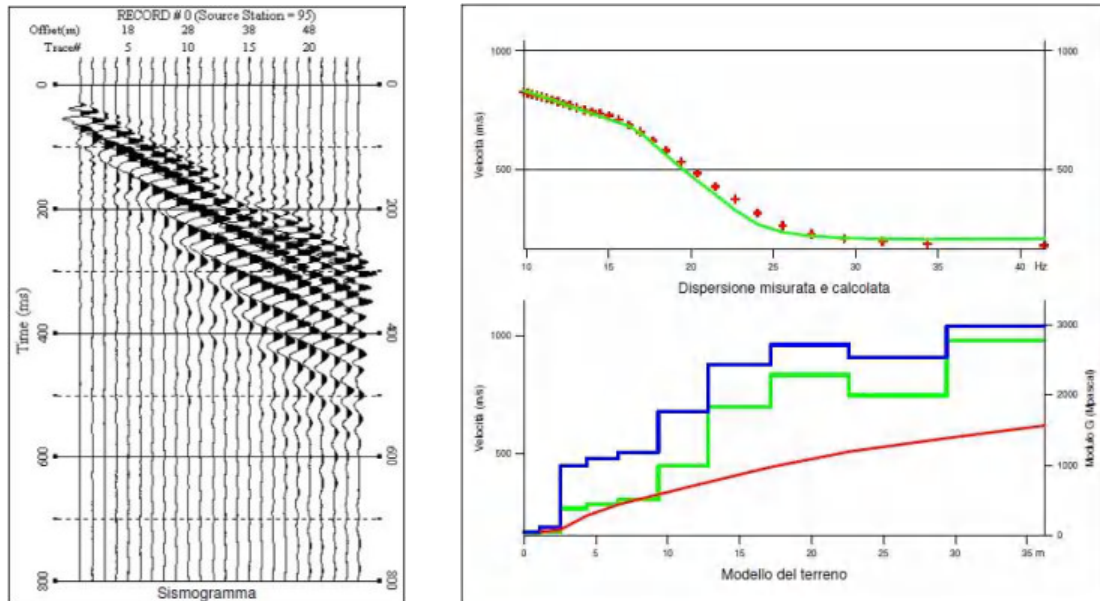 RECORD # 0 (Source Station = 95)
Offset(m) 18 28 38 48
Trace# 5 10 15 20
0 0
200 200
400 400
600 600
800 800
Time (ms)
Sismogramma
1000 1000
Velocità (m/s)
500 500
10 15 20 25 30 35 40 Hz
Dispersione misurata e calcolata
1000 3000
Velocità (m/s)
2000
Modulo G (Mpascal)
500 1000
0
0 5 10 15 20 25 30 35 m
Modello del terreno